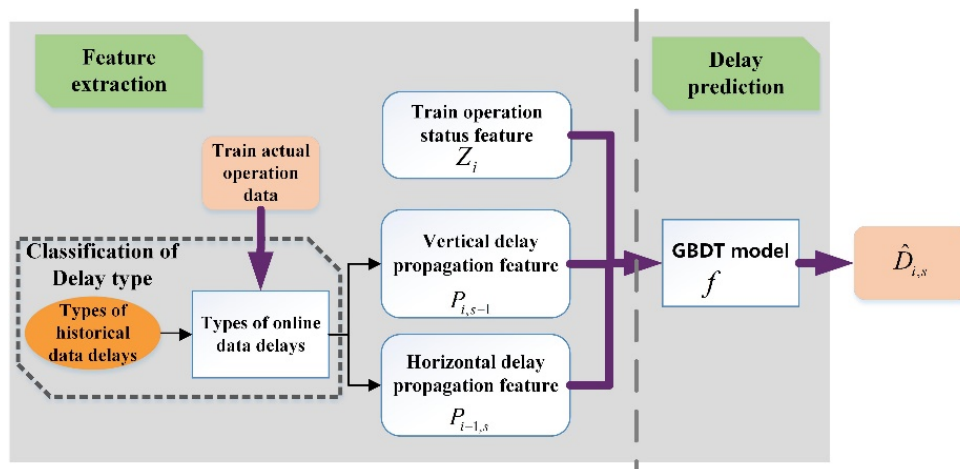 Feature
extraction
Delay
prediction
Train operation
status feature
Z_i
Train actual
operation
data
Classification of
Delay type
Types of
historical
data delays
Types of online
data delays
Vertical delay
propagation feature
P_{i,s-1}
Horizontal delay
propagation feature
P_{i-1,s}
GBDT model
f
D̂_{i,s}